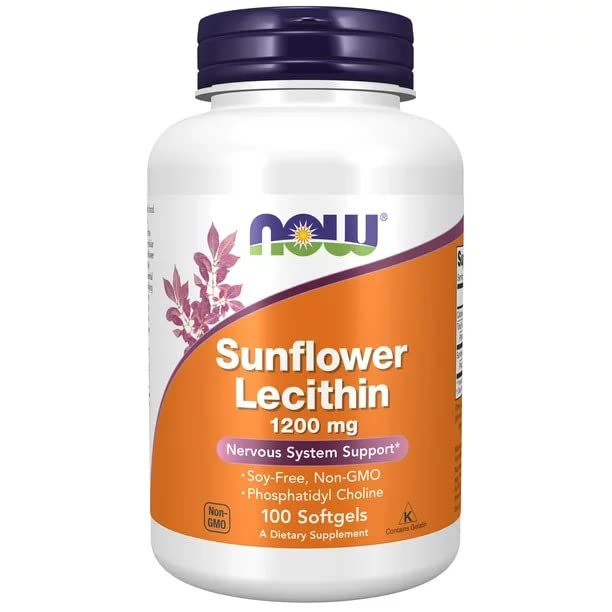 NOW®
Sunflower
Lecithin
1200 mg
Nervous System Support*
• Soy-Free, Non-GMO
• Phosphatidyl Choline
100 Softgels
A Dietary Supplement
Non-
GMO
K
Contains Gelatin